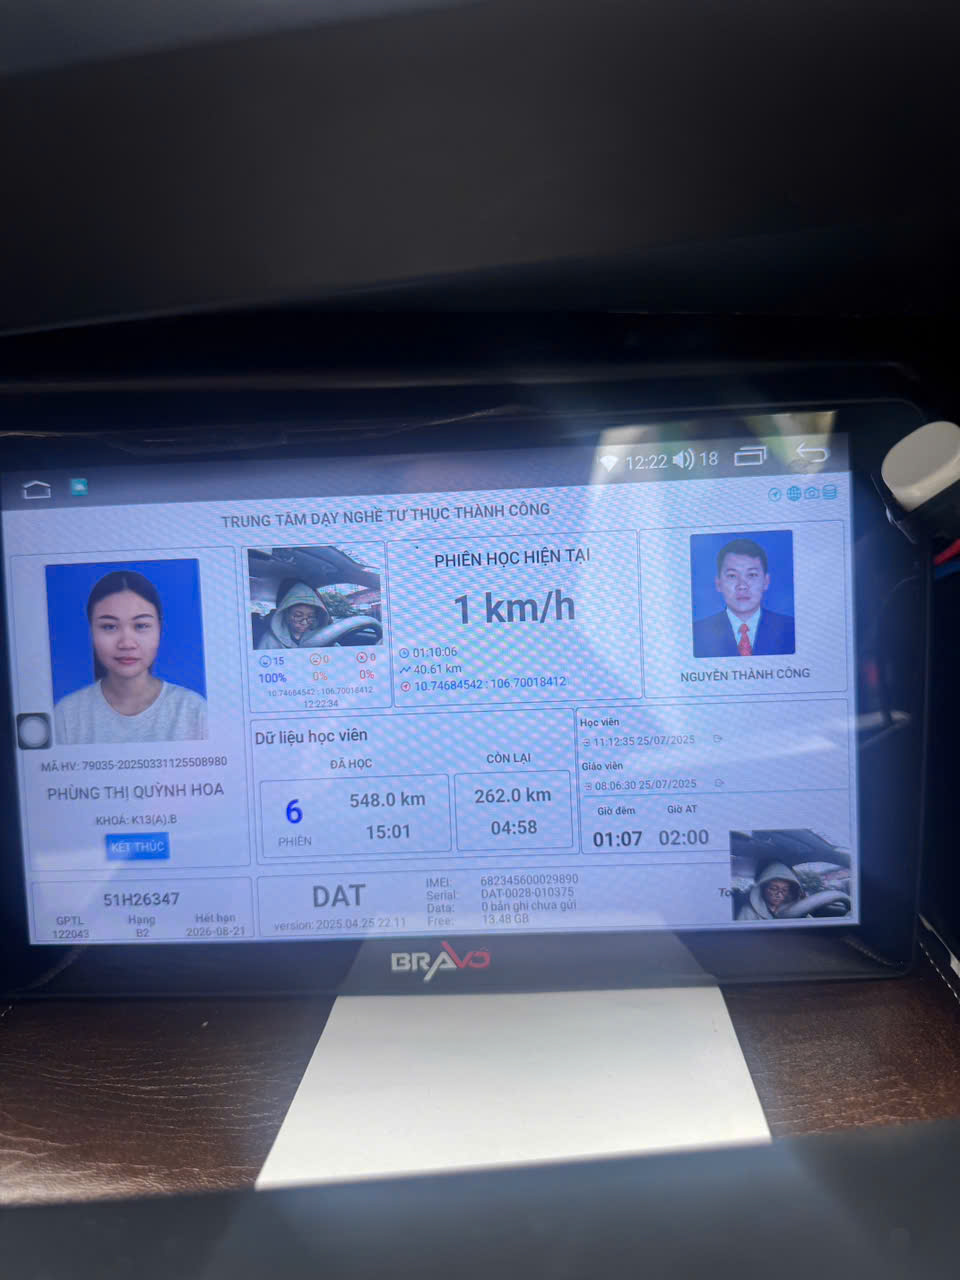 12:22 18
TRUNG TÂM DẠY NGHỀ TƯ THỤC THÀNH CÔNG
MÃ HV: 79035-20250331125508980
PHÙNG THỊ QUỲNH HOA
KHOÁ: K13(A).B
KẾT THÚC
15 0 0
100% 0% 0%
10.74684542 : 106.70018412
12:22:34
PHIÊN HỌC HIỆN TẠI
1 km/h
01:10:06
40.61 km
10.74684542 : 106.70018412
NGUYỄN THÀNH CÔNG
Dữ liệu học viên
ĐÃ HỌC
CÒN LẠI
6
PHIÊN
548.0 km
15:01
262.0 km
04:58
Học viên
11:12:35 25/07/2025
Giáo viên
08:06:30 25/07/2025
Giờ đêm Giờ AT
01:07 02:00
51H26347
GPTL Hạng Hết hạn
122043 B2 2026-08-21
DAT
version: 2025.04.25 22.11
IMEI: 682345600029890
Serial: DAT-0028-010375
Data: 0 bản ghi chưa gửi
Free: 13.48 GB
BRAVO